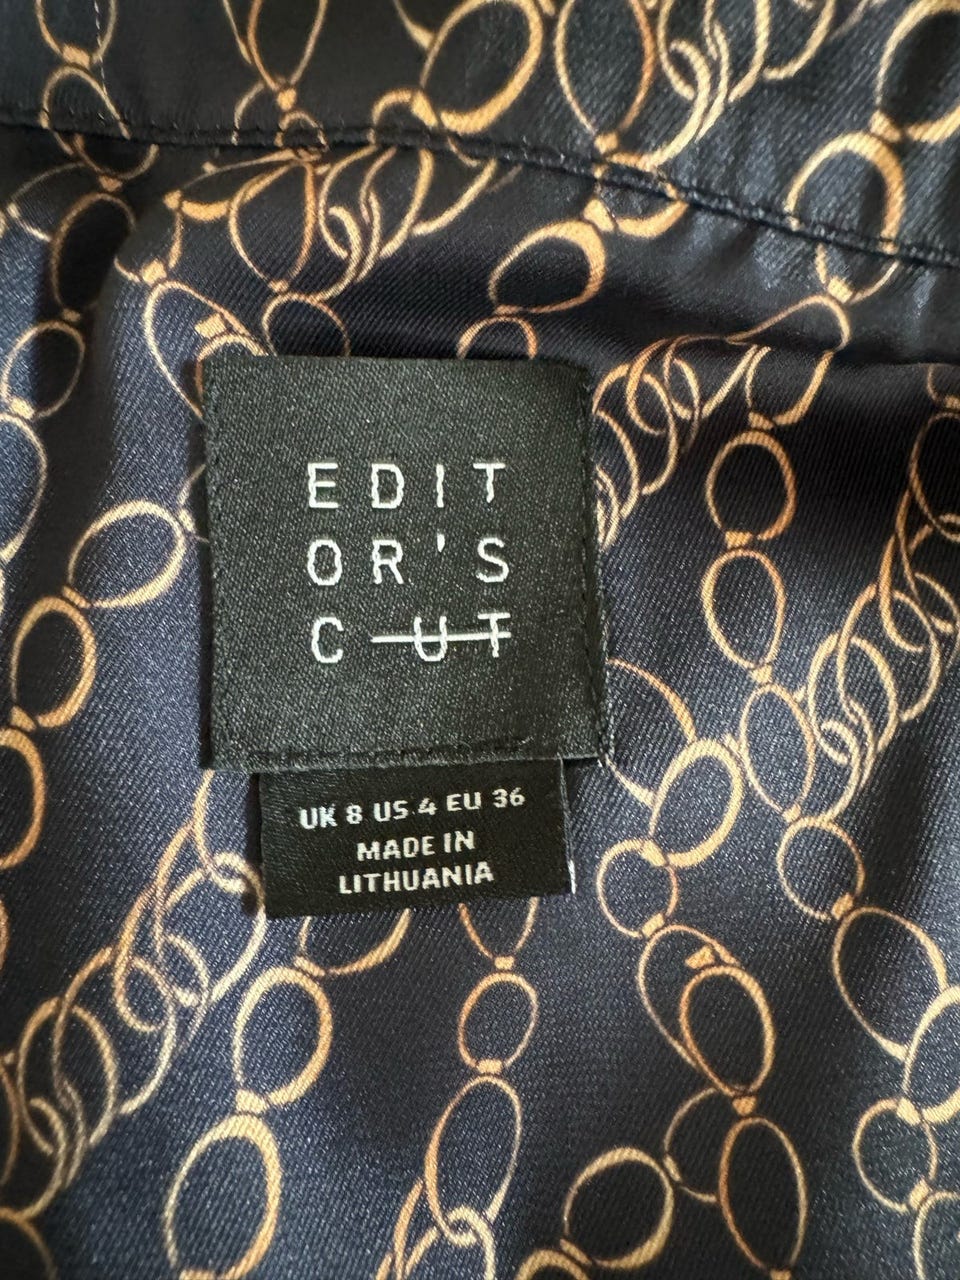 EDIT
OR'S
CUT
UK 8 US 4 EU 36
MADE IN
LITHUANIA